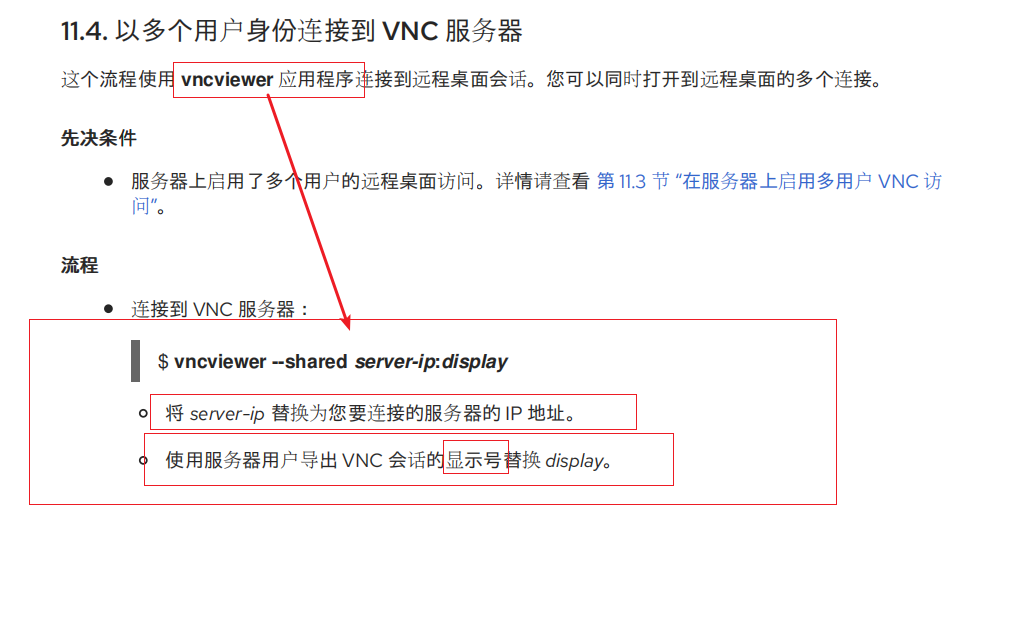 11.4. 以多个用户身份连接到 VNC 服务器
这个流程使用 vncviewer 应用程序连接到远程桌面会话。您可以同时打开到远程桌面的多个连接。
先决条件
服务器上启用了多个用户的远程桌面访问。详情请查看 第 11.3 节 “在服务器上启用多用户 VNC 访
问”。
流程
连接到 VNC 服务器：
$ vncviewer --shared server-ip:display
将 server-ip 替换为您要连接的服务器的 IP 地址。
使用服务器用户导出 VNC 会话的显示号替换 display。